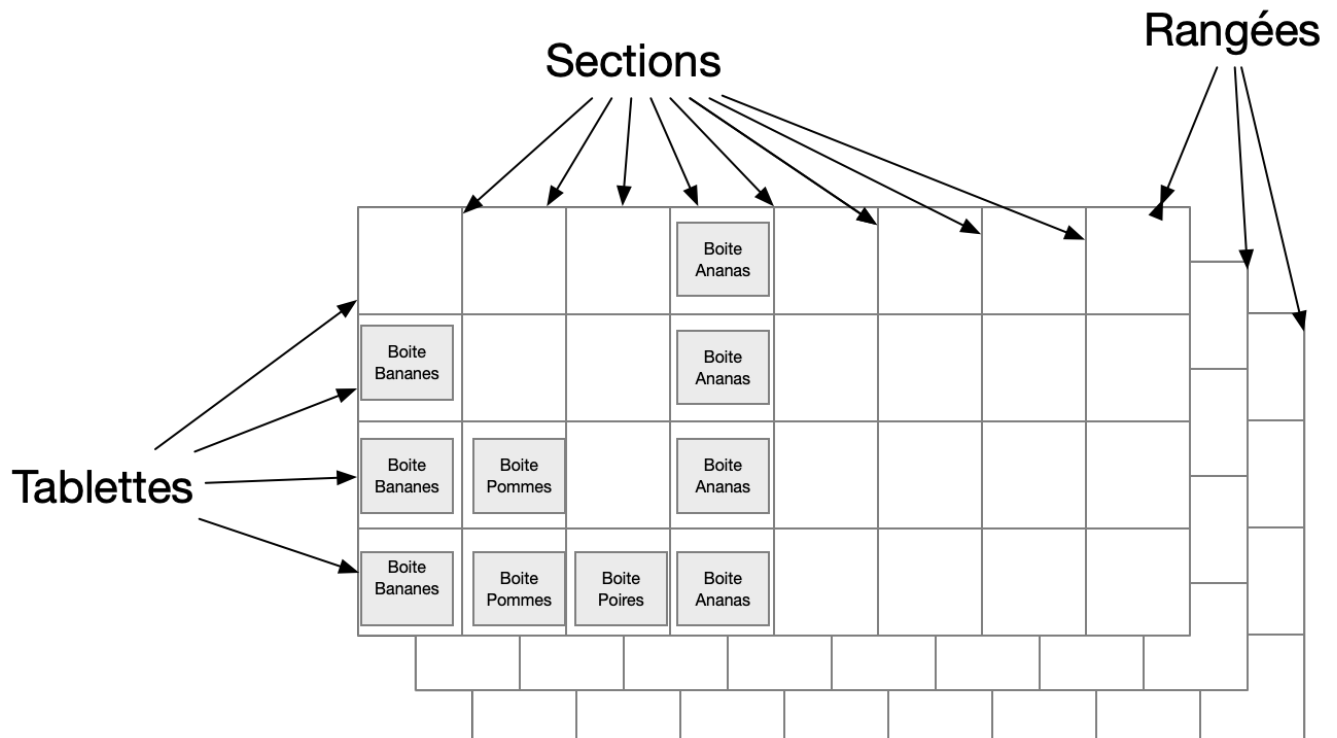 Rangées
Sections
Boite
Ananas
Boite
Bananes
Boite
Ananas
Tablettes
Boite
Bananes
Boite
Pommes
Boite
Ananas
Boite
Bananes
Boite
Pommes
Boite
Poires
Boite
Ananas